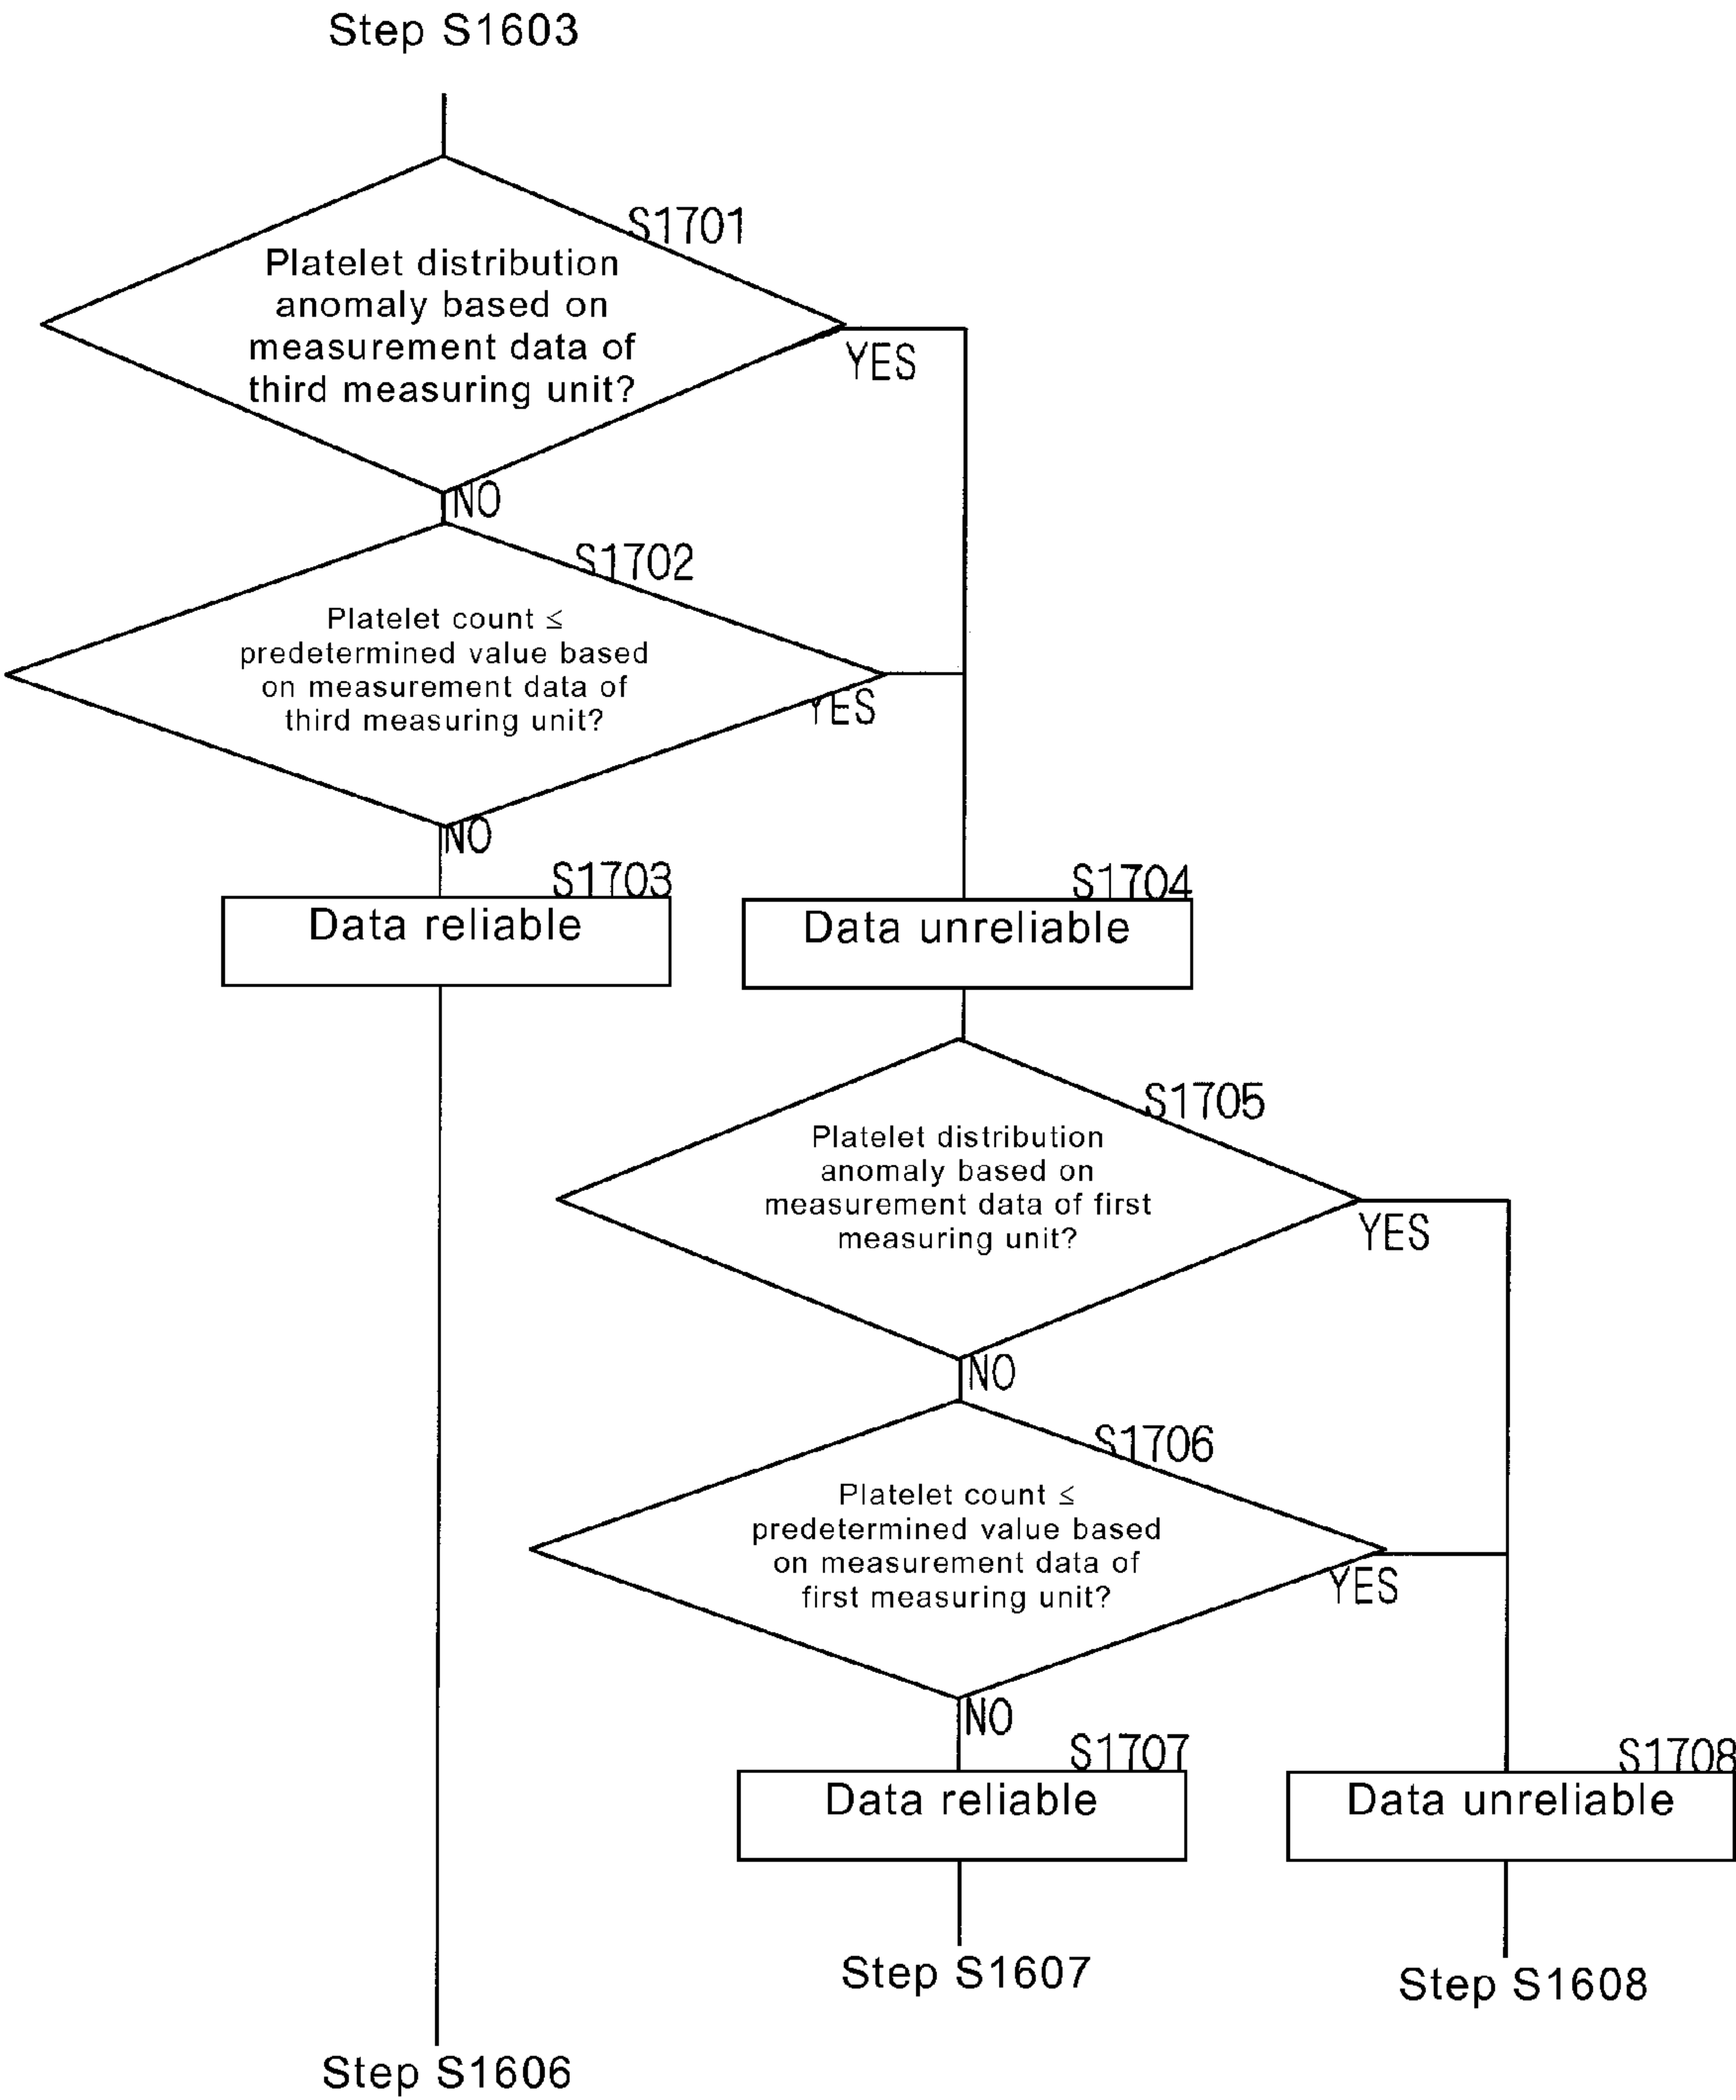 Step S1603
S1701
Platelet distribution
anomaly based on
measurement data of
third measuring unit?
YES
NO
S1702
Platelet count ≤
predetermined value based
on measurement data of
third measuring unit?
YES
NO
S1703
Data reliable
S1704
Data unreliable
S1705
Platelet distribution
anomaly based on
measurement data of first
measuring unit?
YES
NO
S1706
Platelet count ≤
predetermined value based
on measurement data of
first measuring unit?
YES
NO
S1707
Data reliable
S1708
Data unreliable
Step S1607
Step S1608
Step S1606